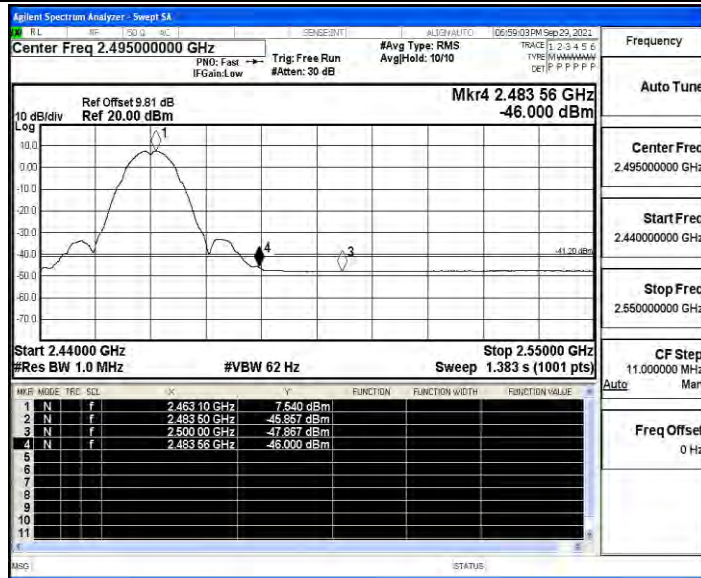 Agilent Spectrum Analyzer - Swept SA
RL RF 50 Ω AC SENSE:INT ALIGN AUTO 06:59:03 PM Sep 29, 2021
Center Freq 2.495000000 GHz
PNO: Fast
IFGain:Low
Trig: Free Run
#Atten: 30 dB
#Avg Type: RMS
Avg|Hold: 10/10
TRACE 1 2 3 4 5 6
TYPE MWWWWW
DET P P P P P P
Ref Offset 9.81 dB
10 dB/div Ref 20.00 dBm
Log
Mkr4 2.483 56 GHz
-46.000 dBm
10.0
0.00
-10.0
-20.0
-30.0
-40.0
-50.0
-60.0
-70.0
1
4
3
-41.20 dBm
Start 2.44000 GHz Stop 2.55000 GHz
#Res BW 1.0 MHz #VBW 62 Hz Sweep 1.383 s (1001 pts)
MKR MODE TRC SCL X Y FUNCTION FUNCTION WIDTH FUNCTION VALUE
1 N f 2.463 10 GHz 7.540 dBm
2 N f 2.483 50 GHz -45.857 dBm
3 N f 2.500 00 GHz -47.867 dBm
4 N f 2.483 56 GHz -46.000 dBm
5
6
7
8
9
10
11
MSG STATUS
Frequency
Auto Tune
Center Freq
2.495000000 GHz
Start Freq
2.440000000 GHz
Stop Freq
2.550000000 GHz
CF Step
11.000000 MHz
Auto Man
Freq Offset
0 Hz